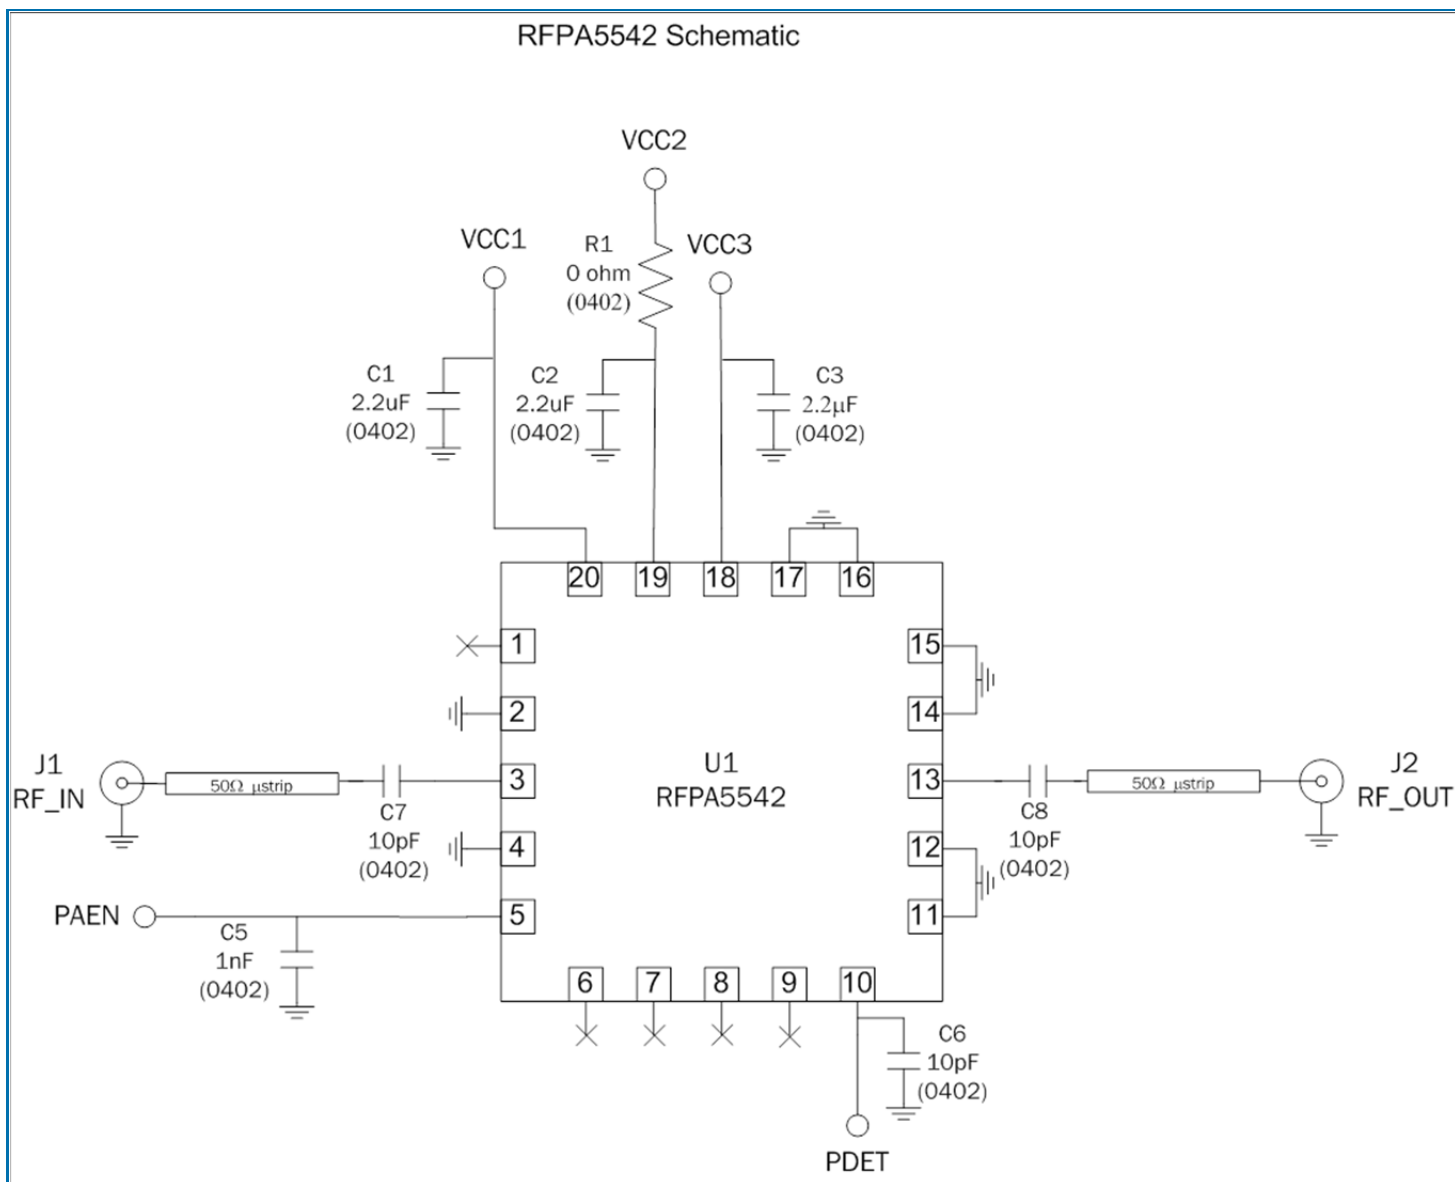 RFPA5542 Schematic
VCC2
VCC1
R1
0 ohm
(0402)
VCC3
C1
2.2uF
(0402)
C2
2.2uF
(0402)
C3
2.2μF
(0402)
20
19
18
17
16
1
15
2
14
J1
RF_IN
50Ω μstrip
C7
10pF
(0402)
3
U1
RFPA5542
13
C8
10pF
(0402)
50Ω μstrip
J2
RF_OUT
4
12
PAEN
C5
1nF
(0402)
5
11
6
7
8
9
10
C6
10pF
(0402)
PDET